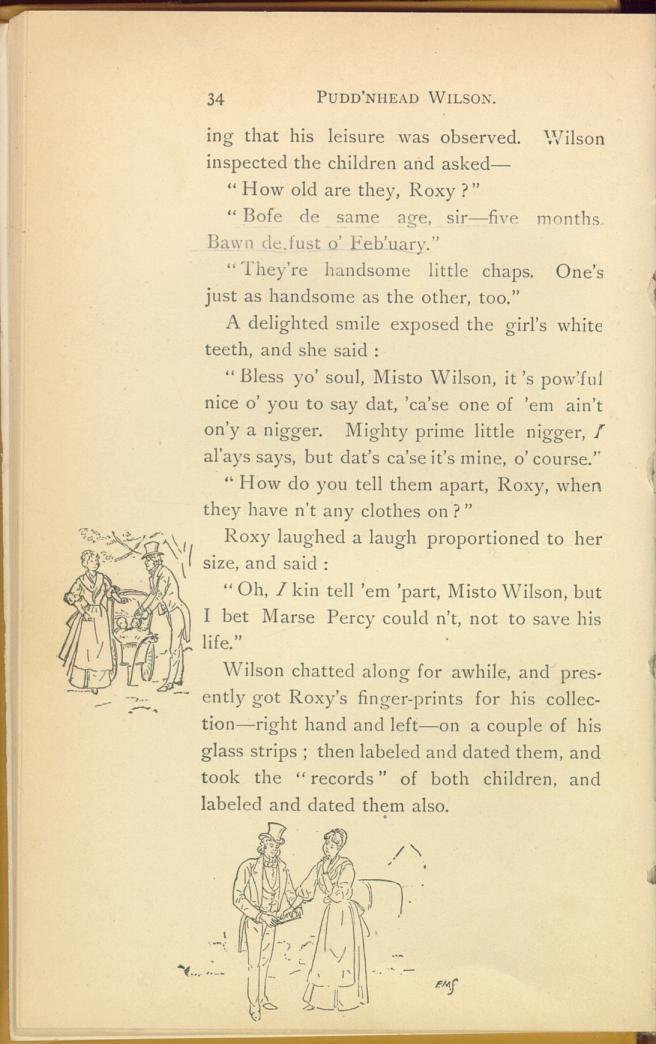 34 PUDD'NHEAD WILSON.
ing that his leisure was observed. Wilson
inspected the children and asked—
"How old are they, Roxy?"
"Bofe de same age, sir—five months.
Bawn de fust o' Feb'uary."
"They're handsome little chaps. One's
just as handsome as the other, too."
A delighted smile exposed the girl's white
teeth, and she said:
"Bless yo' soul, Misto Wilson, it 's pow'ful
nice o' you to say dat, 'ca'se one of 'em ain't
on'y a nigger. Mighty prime little nigger, I
al'ays says, but dat's ca'se it's mine, o' course."
"How do you tell them apart, Roxy, when
they have n't any clothes on?"
Roxy laughed a laugh proportioned to her
size, and said:
"Oh, I kin tell 'em 'part, Misto Wilson, but
I bet Marse Percy could n't, not to save his
life."
Wilson chatted along for awhile, and pres-
ently got Roxy's finger-prints for his collec-
tion—right hand and left—on a couple of his
glass strips; then labeled and dated them, and
took the "records" of both children, and
labeled and dated them also.
EMS